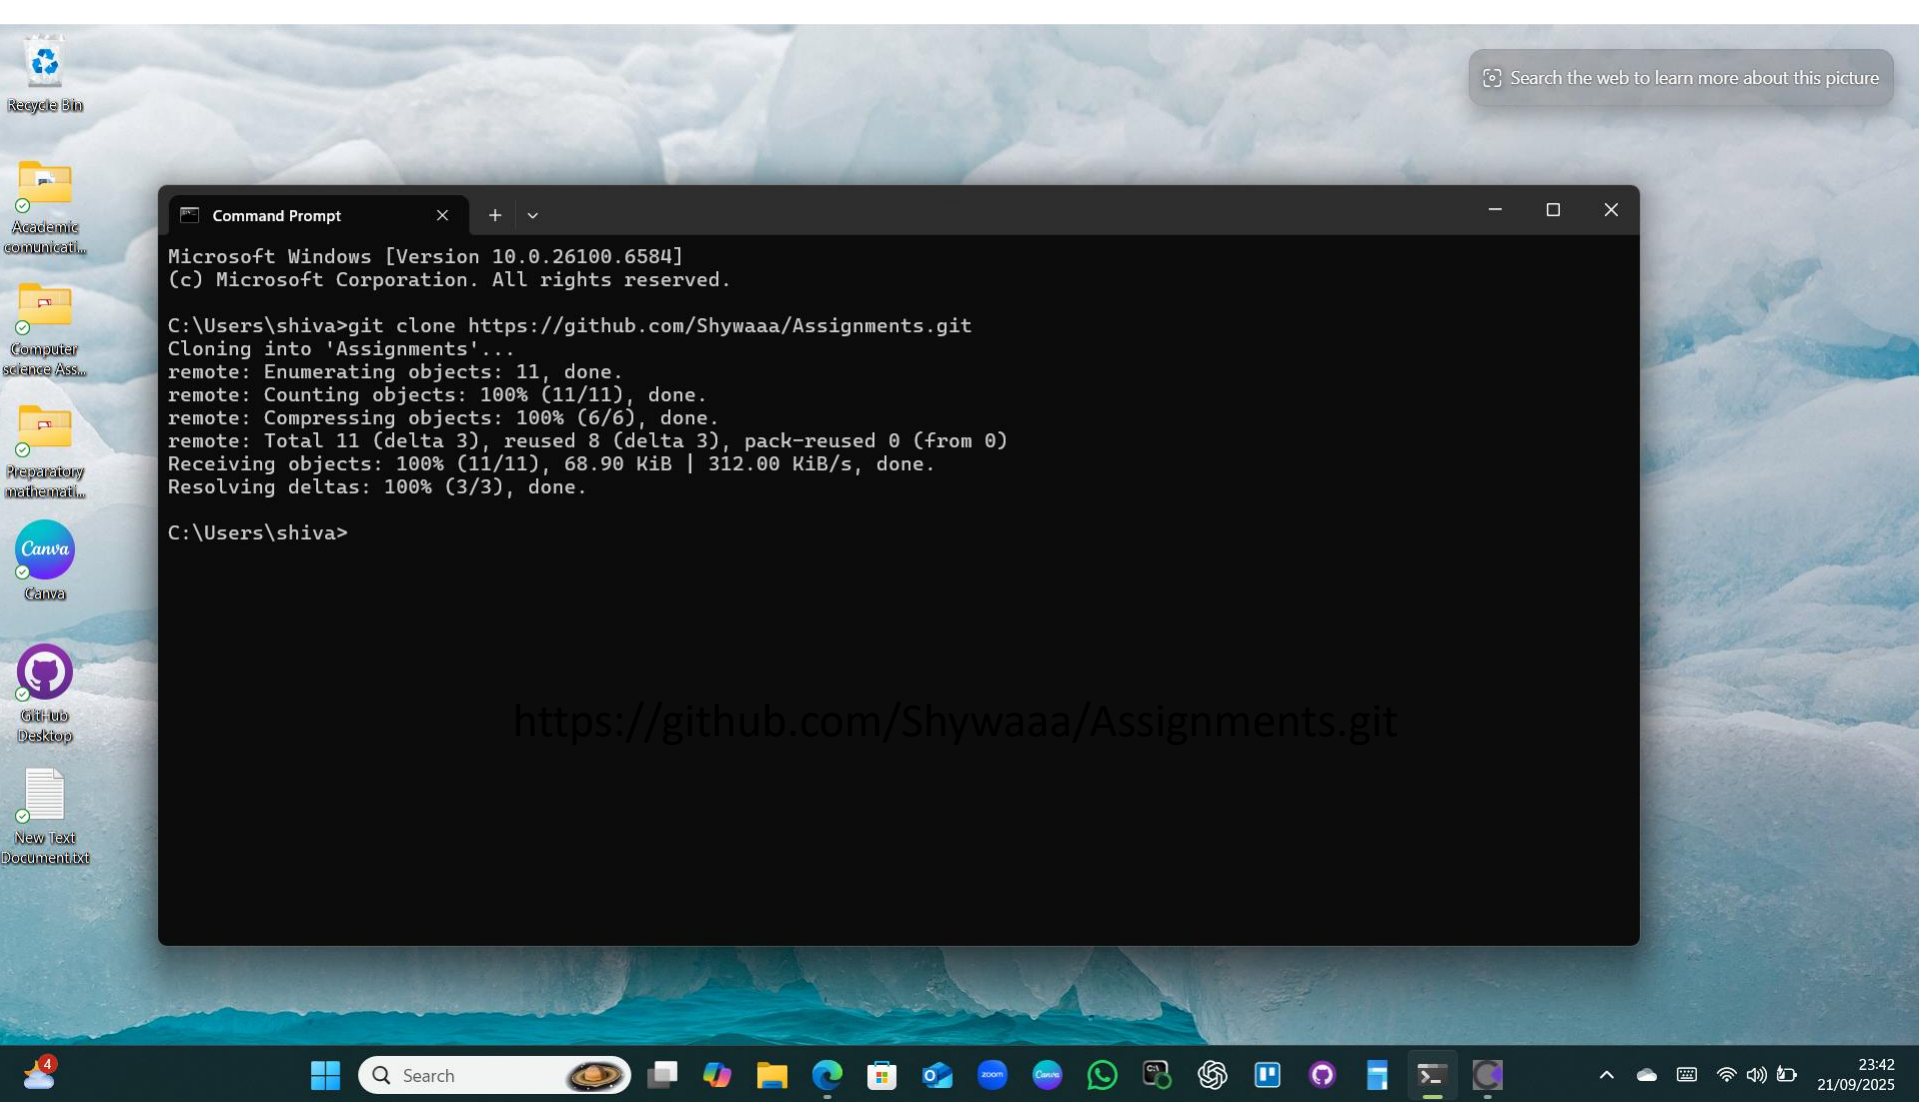 Recycle Bin
Search the web to learn more about this picture
Academic
comunicati...
Computer
science Ass...
Preparatory
mathemati...
Canva
Canva
GitHub
Desktop
New Text
Document.txt
Command Prompt
Microsoft Windows [Version 10.0.26100.6584]
(c) Microsoft Corporation. All rights reserved.
C:\Users\shiva>git clone https://github.com/Shywaaa/Assignments.git
Cloning into 'Assignments'...
remote: Enumerating objects: 11, done.
remote: Counting objects: 100% (11/11), done.
remote: Compressing objects: 100% (6/6), done.
remote: Total 11 (delta 3), reused 8 (delta 3), pack-reused 0 (from 0)
Receiving objects: 100% (11/11), 68.90 KiB | 312.00 KiB/s, done.
Resolving deltas: 100% (3/3), done.
C:\Users\shiva>
https://github.com/Shywaaa/Assignments.git
4
Search
zoom
Canva
23:42
21/09/2025